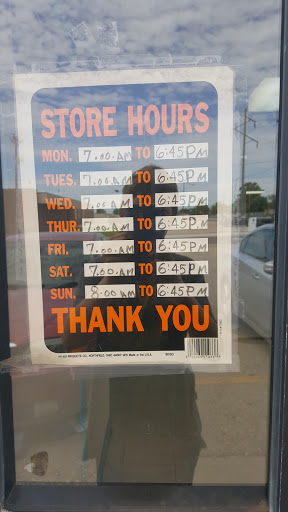 STORE HOURS
MON. 7:00 AM TO 6:45 PM
TUES. 7:00 AM TO 6:45 PM
WED. 7:00 AM TO 6:45 PM
THUR. 7:00 AM TO 6:45 PM
FRI. 7:00 AM TO 6:45 PM
SAT. 7:00 AM TO 6:45 PM
SUN. 8:00 AM TO 6:45 PM
THANK YOU